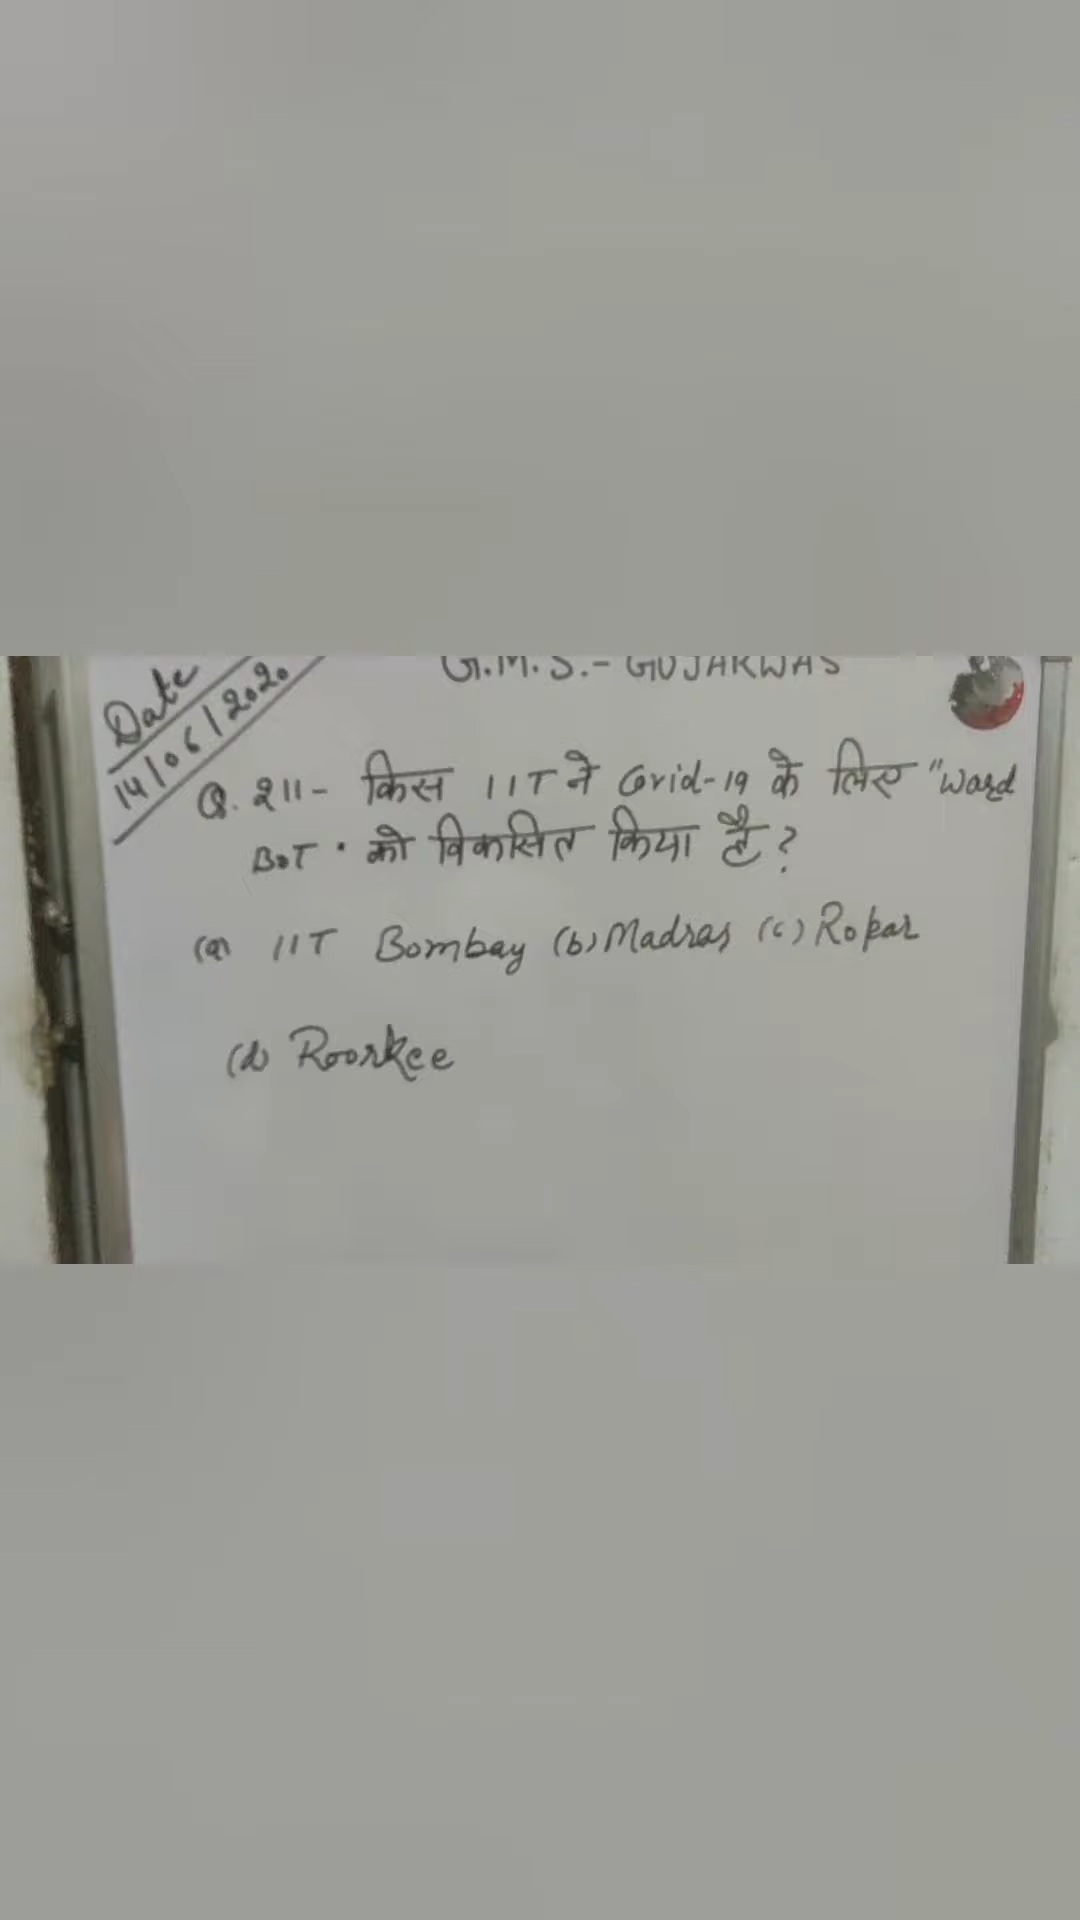 G.M.S.- GUJARWAS
Date
14/06/2020
Q. 211- किस IIT ने Covid-19 के लिए "Ward
BOT" को विकसित किया है?
(a) IIT Bombay (b) Madras (c) Ropar
(d) Roorkee